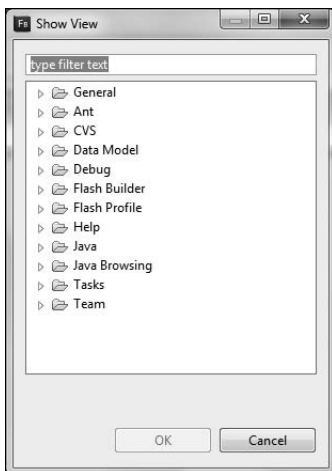 FB Show View
type filter text
General
Ant
CVS
Data Model
Debug
Flash Builder
Flash Profile
Help
Java
Java Browsing
Tasks
Team
OK
Cancel